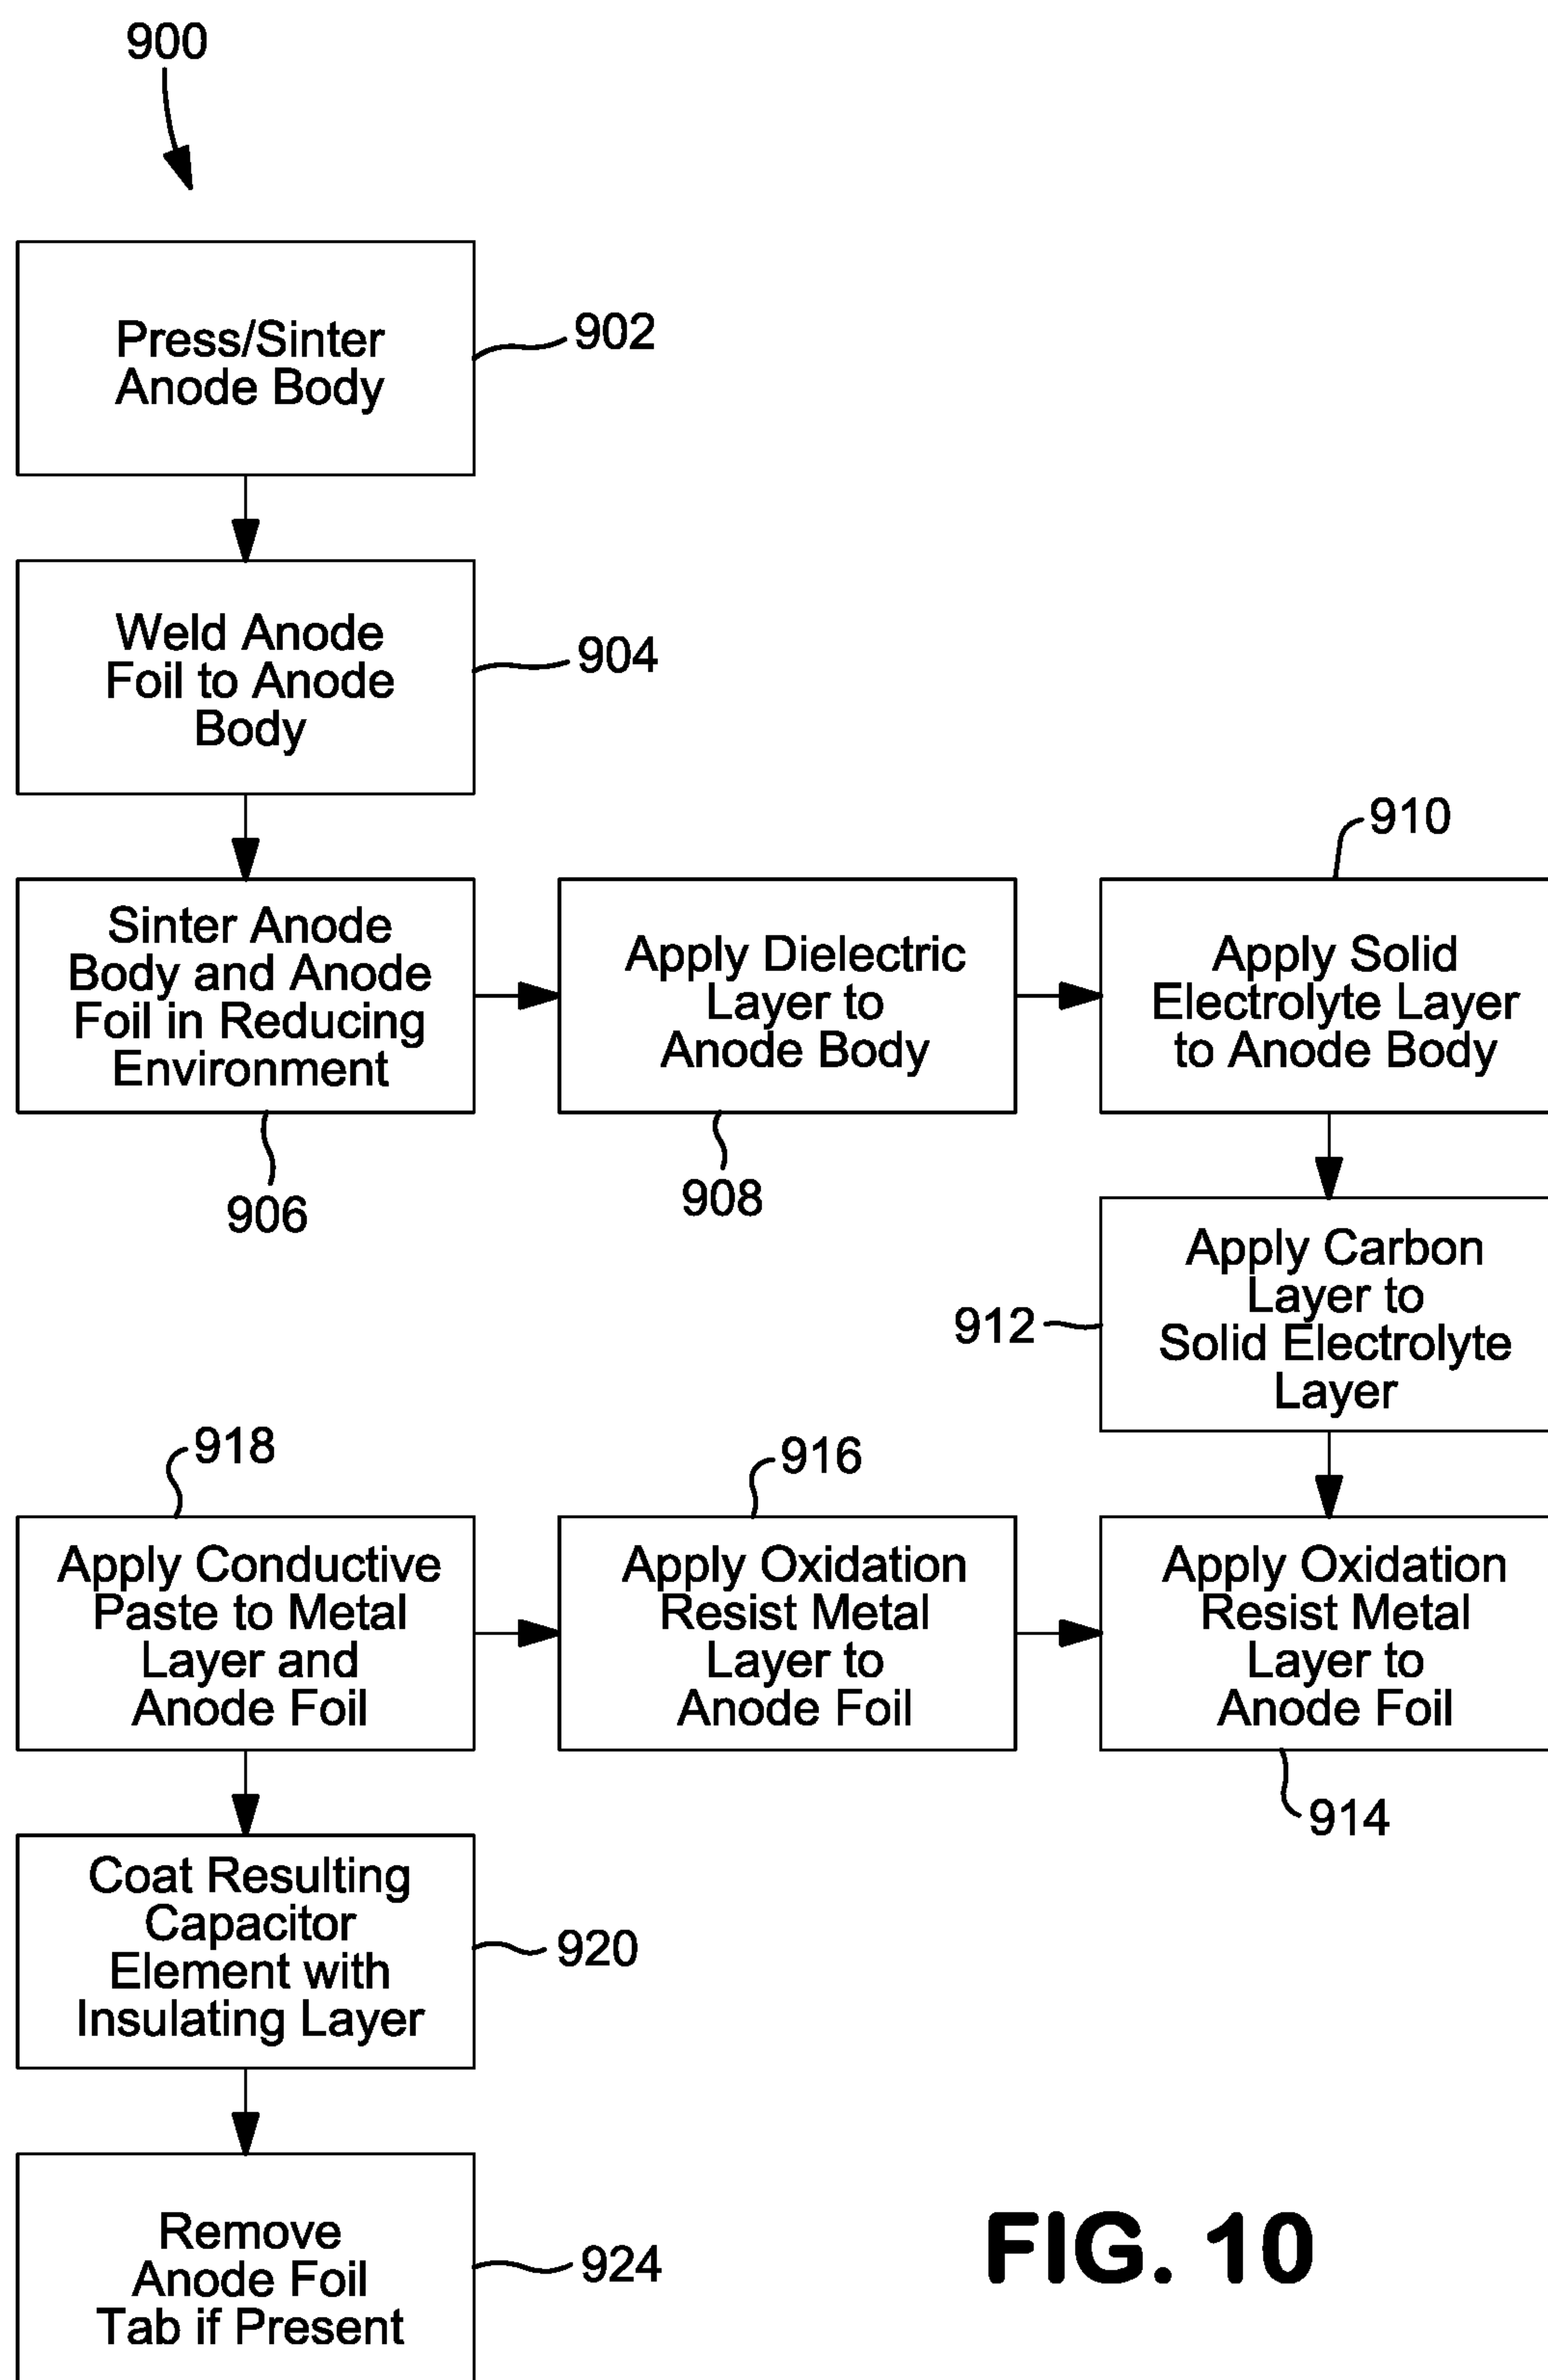 900
Press/Sinter
Anode Body
902
Weld Anode
Foil to Anode
Body
904
Sinter Anode
Body and Anode
Foil in Reducing
Environment
906
Apply Dielectric
Layer to
Anode Body
908
910
Apply Solid
Electrolyte Layer
to Anode Body
Apply Carbon
Layer to
Solid Electrolyte
Layer
912
Apply Oxidation
Resist Metal
Layer to
Anode Foil
914
916
Apply Oxidation
Resist Metal
Layer to
Anode Foil
918
Apply Conductive
Paste to Metal
Layer and
Anode Foil
Coat Resulting
Capacitor
Element with
Insulating Layer
920
Remove
Anode Foil
Tab if Present
924
FIG. 10